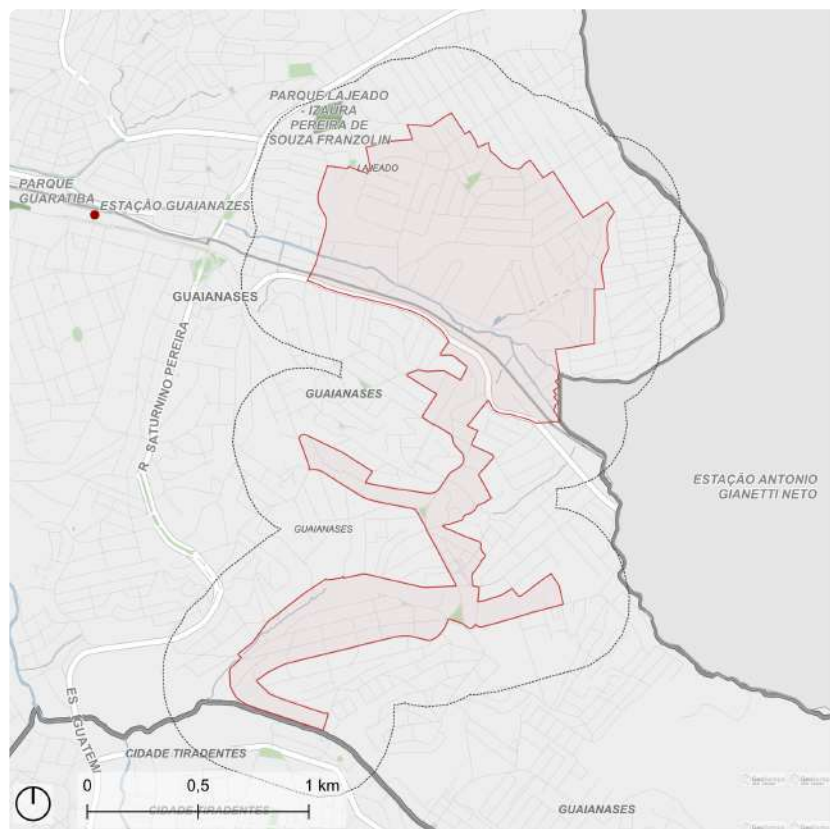 PARQUE LAJEADO
- IZAURA
PEREIRA DE
SOUZA FRANZOLIN
LAJEADO
PARQUE
GUARATIBA
ESTAÇÃO GUAIANAZES
GUAIANASES
R SATURNINO PEREIRA
GUAIANASES
ESTAÇÃO ANTONIO
GIANETTI NETO
GUAIANASES
ES IGUATEMI
CIDADE TIRADENTES
0 0,5 1 km
CIDADE TIRADENTES
GUAIANASES